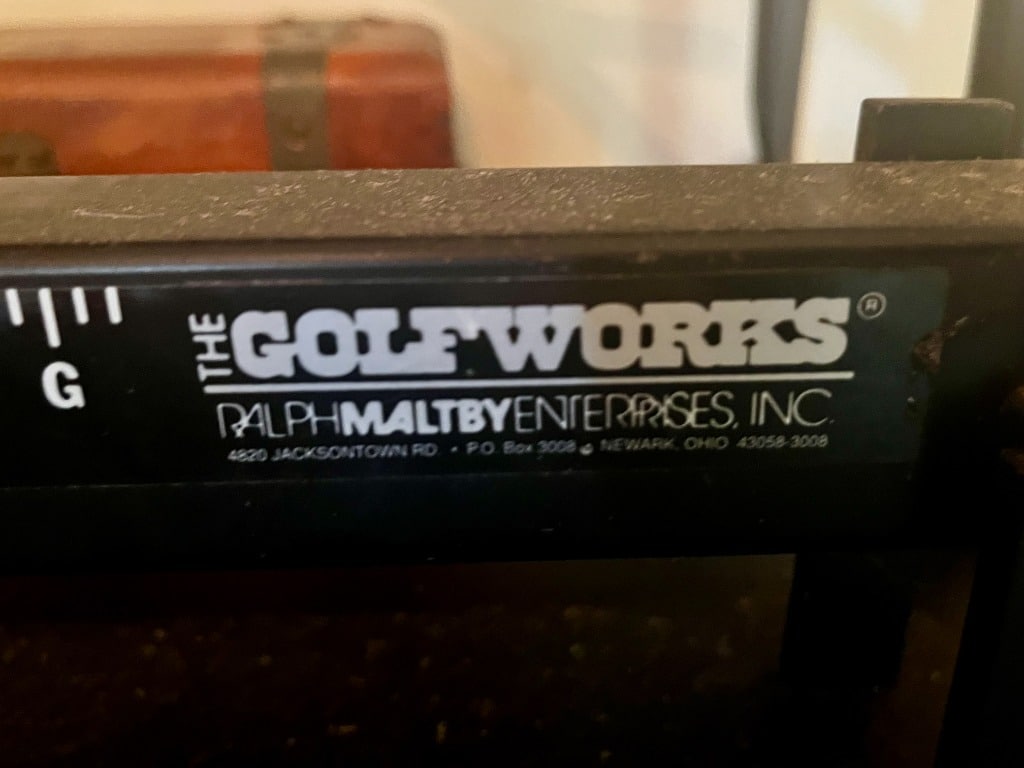 G
THE GOLFWORKS®
RALPH MALTBY ENTERPRISES, INC.
4820 JACKSONTOWN RD. • P.O. Box 3008 • NEWARK, OHIO 43058-3008